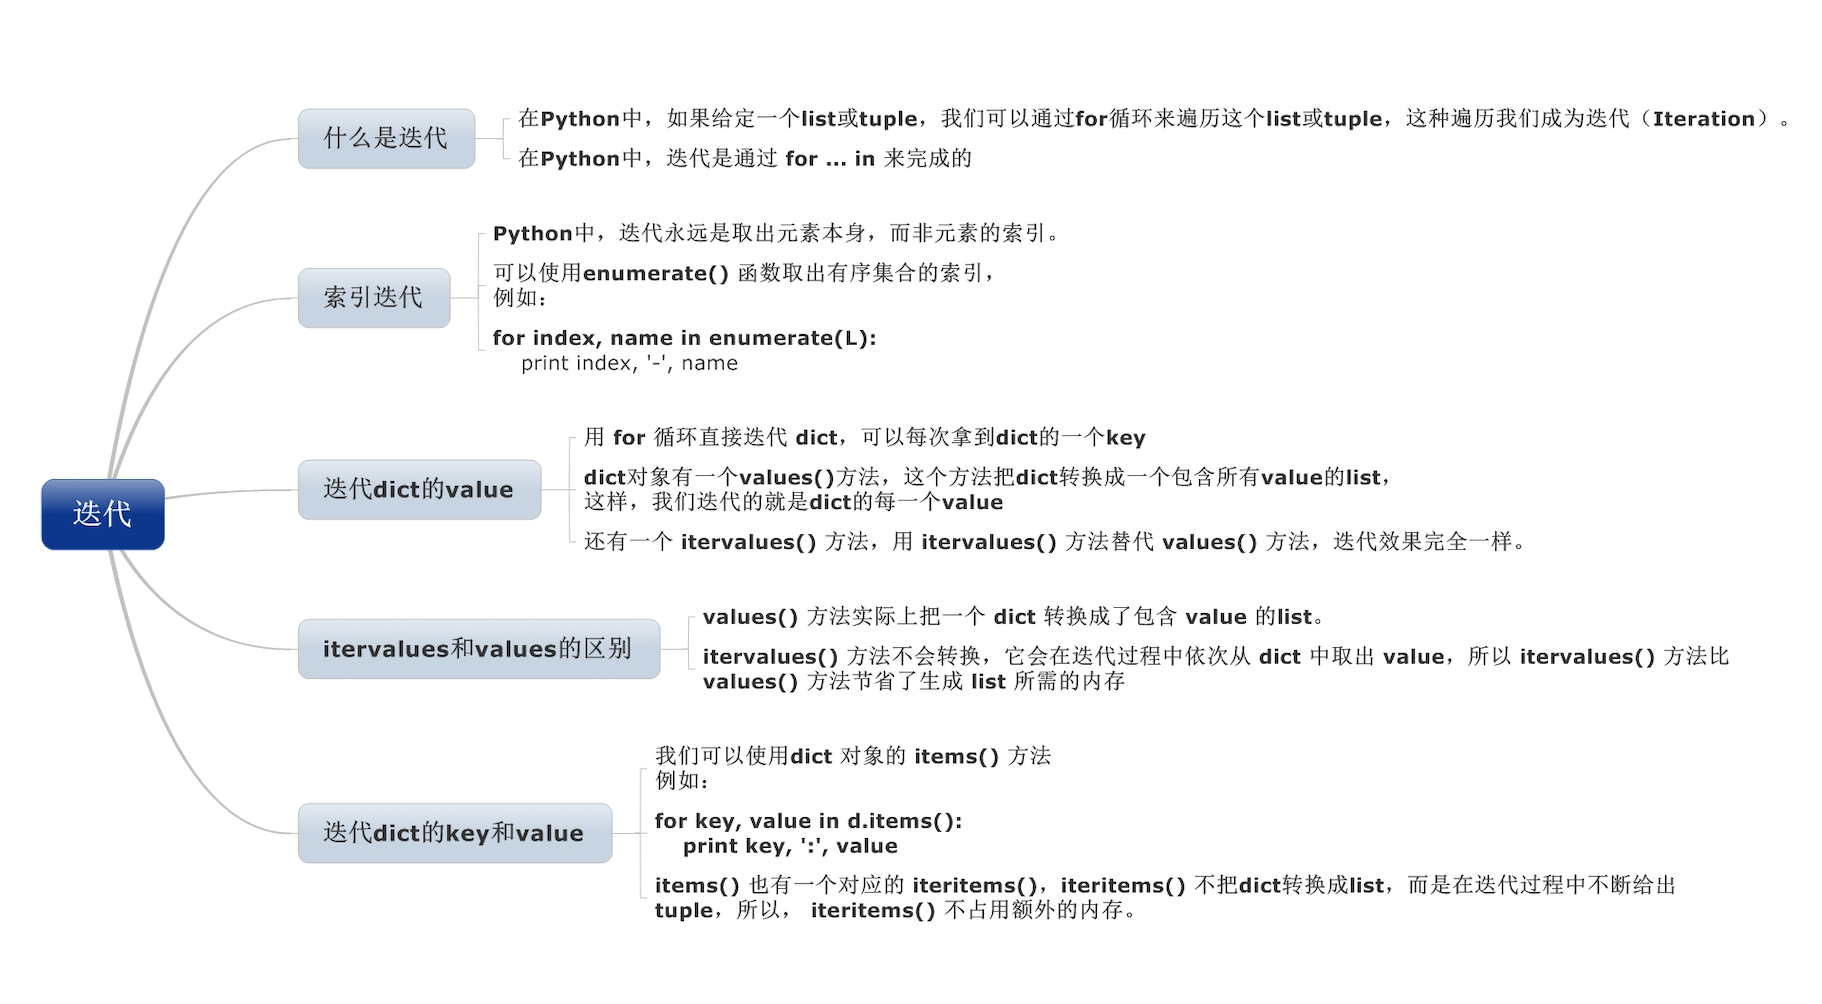 迭代
什么是迭代
在Python中，如果给定一个list或tuple，我们可以通过for循环来遍历这个list或tuple，这种遍历我们成为迭代（Iteration）。
在Python中，迭代是通过 for ... in 来完成的
索引迭代
Python中，迭代永远是取出元素本身，而非元素的索引。
可以使用enumerate() 函数取出有序集合的索引，
例如：
for index, name in enumerate(L):
    print index, '-', name
迭代dict的value
用 for 循环直接迭代 dict，可以每次拿到dict的一个key
dict对象有一个values()方法，这个方法把dict转换成一个包含所有value的list，
这样，我们迭代的就是dict的每一个value
还有一个 itervalues() 方法，用 itervalues() 方法替代 values() 方法，迭代效果完全一样。
itervalues和values的区别
values() 方法实际上把一个 dict 转换成了包含 value 的list。
itervalues() 方法不会转换，它会在迭代过程中依次从 dict 中取出 value，所以 itervalues() 方法比
values() 方法节省了生成 list 所需的内存
迭代dict的key和value
我们可以使用dict 对象的 items() 方法
例如：
for key, value in d.items():
    print key, ':', value
items() 也有一个对应的 iteritems()，iteritems() 不把dict转换成list，而是在迭代过程中不断给出
tuple，所以， iteritems() 不占用额外的内存。